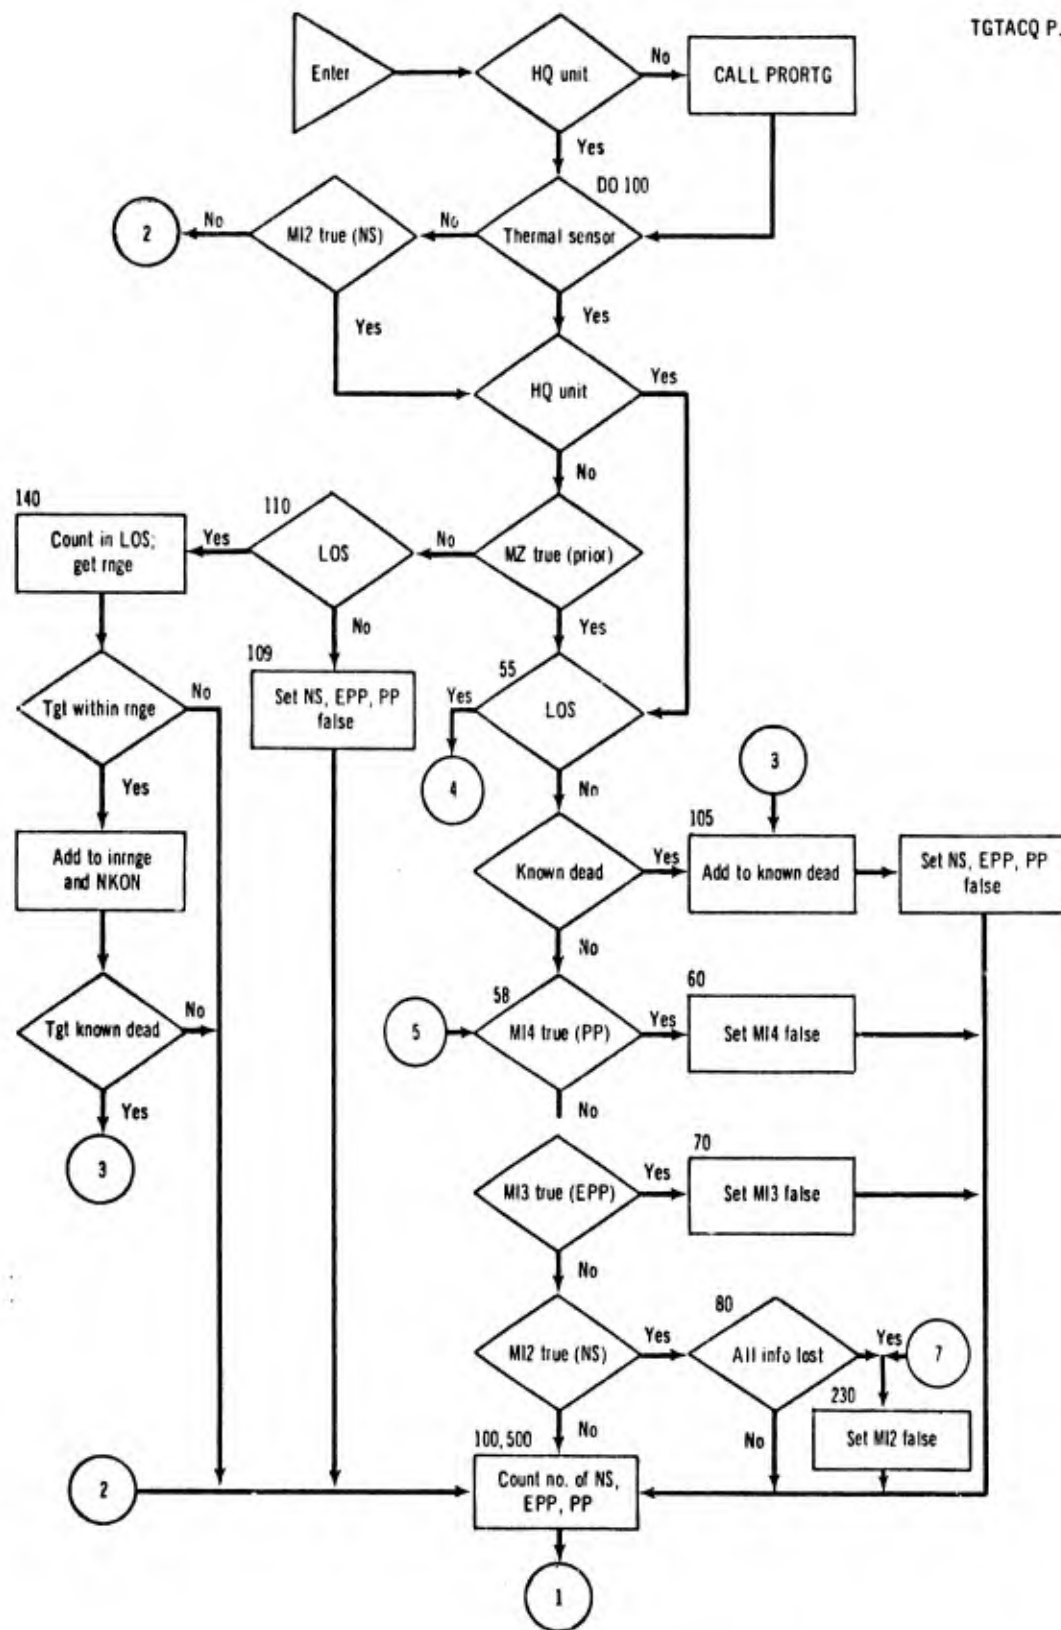 TGTACQ P.
Enter
HQ unit
No
CALL PRORTG
Yes
DO 100
2
No
MI2 true (NS)
No
Thermal sensor
Yes
Yes
HQ unit
Yes
No
140
Count in LOS;
get rnge
Yes
110
LOS
No
MZ true (prior)
No
Yes
109
Set NS, EPP, PP
false
Tgt within rnge
No
Yes
55
LOS
Yes
4
No
3
Add to inrnge
and NKON
Known dead
Yes
105
Add to known dead
Set NS, EPP, PP
false
No
Tgt known dead
No
Yes
3
5
58
MI4 true (PP)
Yes
60
Set MI4 false
No
MI3 true (EPP)
Yes
70
Set MI3 false
No
MI2 true (NS)
Yes
80
All info lost
Yes
7
230
Set MI2 false
No
No
100, 500
2
Count no. of NS,
EPP, PP
1